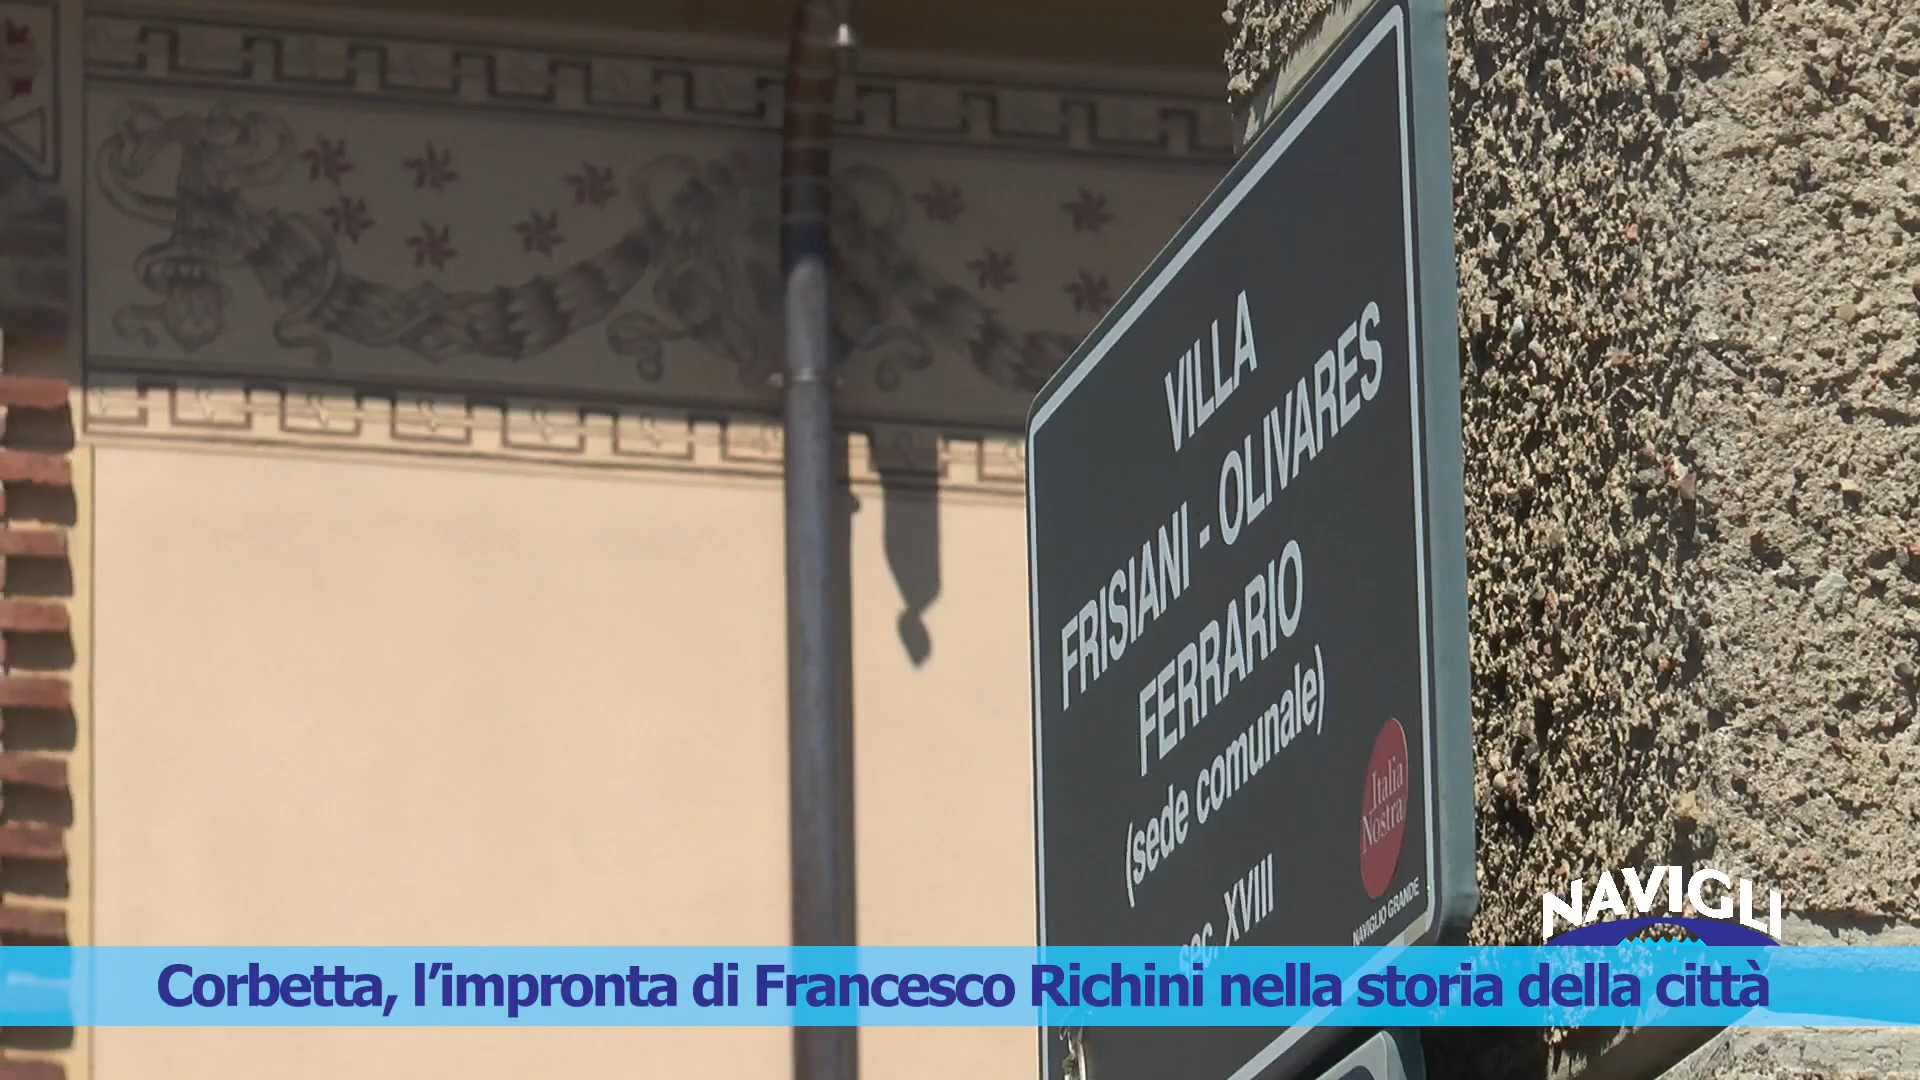 VILLA
FRISIANI - OLIVARES
FERRARIO
(sede comunale)
sec. XVIII
Italia
Nostra
NAVIGLIO GRANDE
NAVIGLI
Corbetta, l’impronta di Francesco Richini nella storia della città